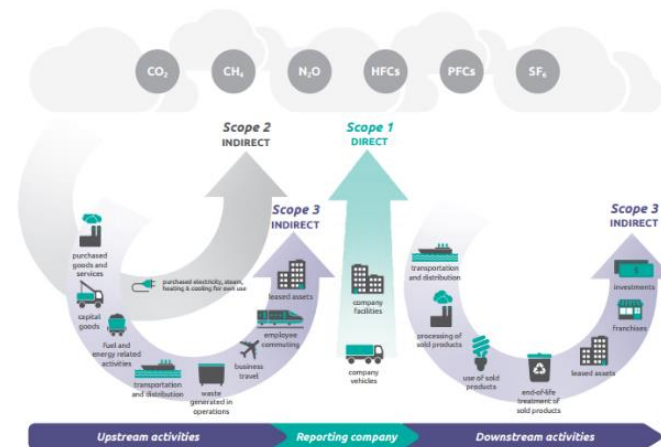 CO₂
CH₄
N₂O
HFCs
PFCs
SF₆
Scope 2
INDIRECT
Scope 1
DIRECT
Scope 3
INDIRECT
Scope 3
INDIRECT
purchased
goods and
services
capital
goods
fuel and
energy related
activities
transportation
and distribution
waste
generated in
operations
business
travel
employee
commuting
leased assets
purchased electricity, steam,
heating & cooling for own use
company
facilities
company
vehicles
transportation
and distribution
processing of
sold products
use of sold
products
end-of-life
treatment of
sold products
leased assets
franchises
$
investments
Upstream activities
Reporting company
Downstream activities